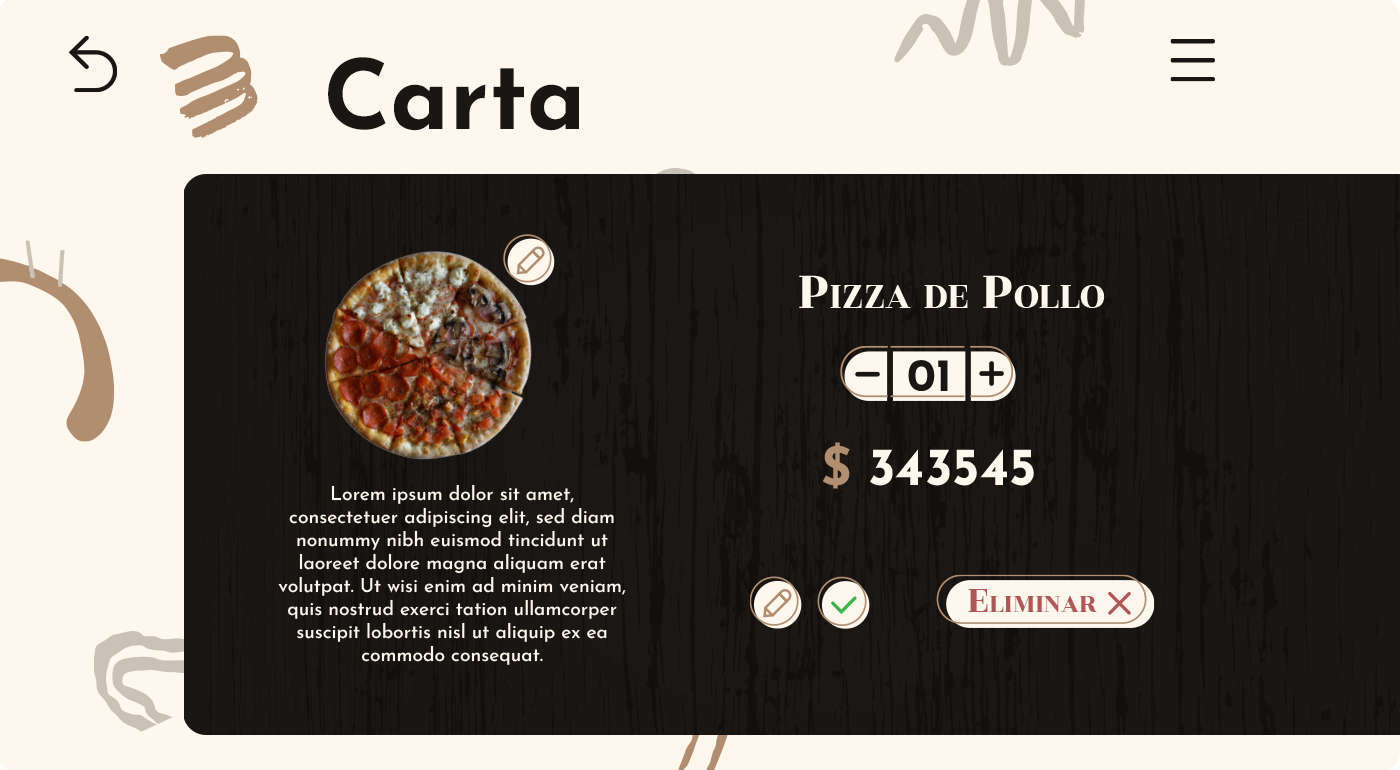 Carta
Pizza de Pollo
01
$ 343545
Lorem ipsum dolor sit amet,
consectetuer adipiscing elit, sed diam
nonummy nibh euismod tincidunt ut
laoreet dolore magna aliquam erat
volutpat. Ut wisi enim ad minim veniam,
quis nostrud exerci tation ullamcorper
suscipit lobortis nisl ut aliquip ex ea
commodo consequat.
Eliminar